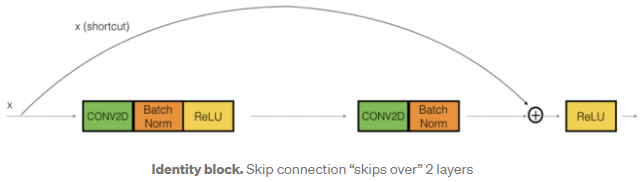 x (shortcut)
x
CONV2D
Batch
Norm
ReLU
CONV2D
Batch
Norm
ReLU
Identity block. Skip connection “skips over” 2 layers